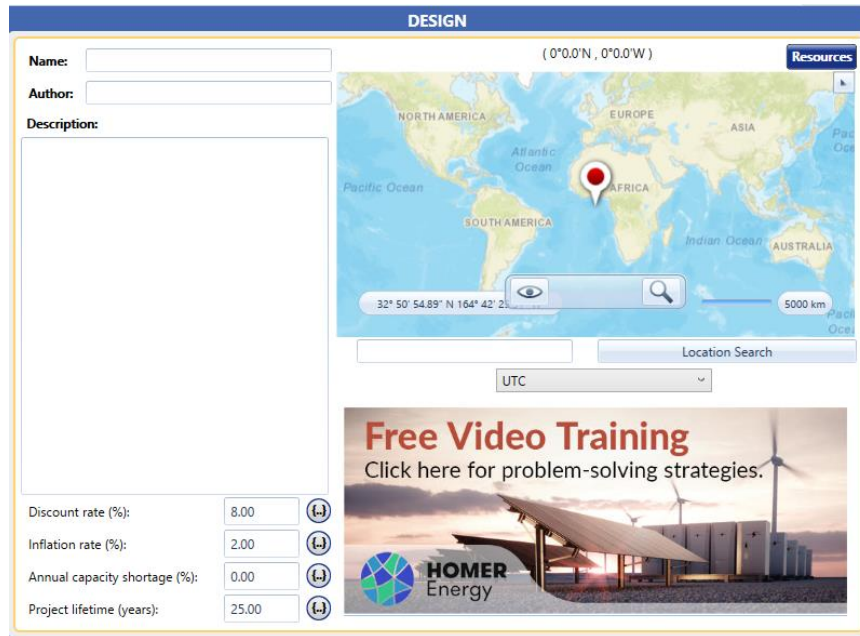 DESIGN
Name:
Author:
Description:
Discount rate (%): 8.00 {..}
Inflation rate (%): 2.00 {..}
Annual capacity shortage (%): 0.00 {..}
Project lifetime (years): 25.00 {..}
( 0°0.0'N , 0°0.0'W )
Resources
NORTH AMERICA
EUROPE
ASIA
Atlantic
Ocean
Pacific Ocean
AFRICA
SOUTH AMERICA
Indian Ocean
AUSTRALIA
32° 50' 54.89" N 164° 42'
5000 km
Location Search
UTC
Free Video Training
Click here for problem-solving strategies.
HOMER
Energy